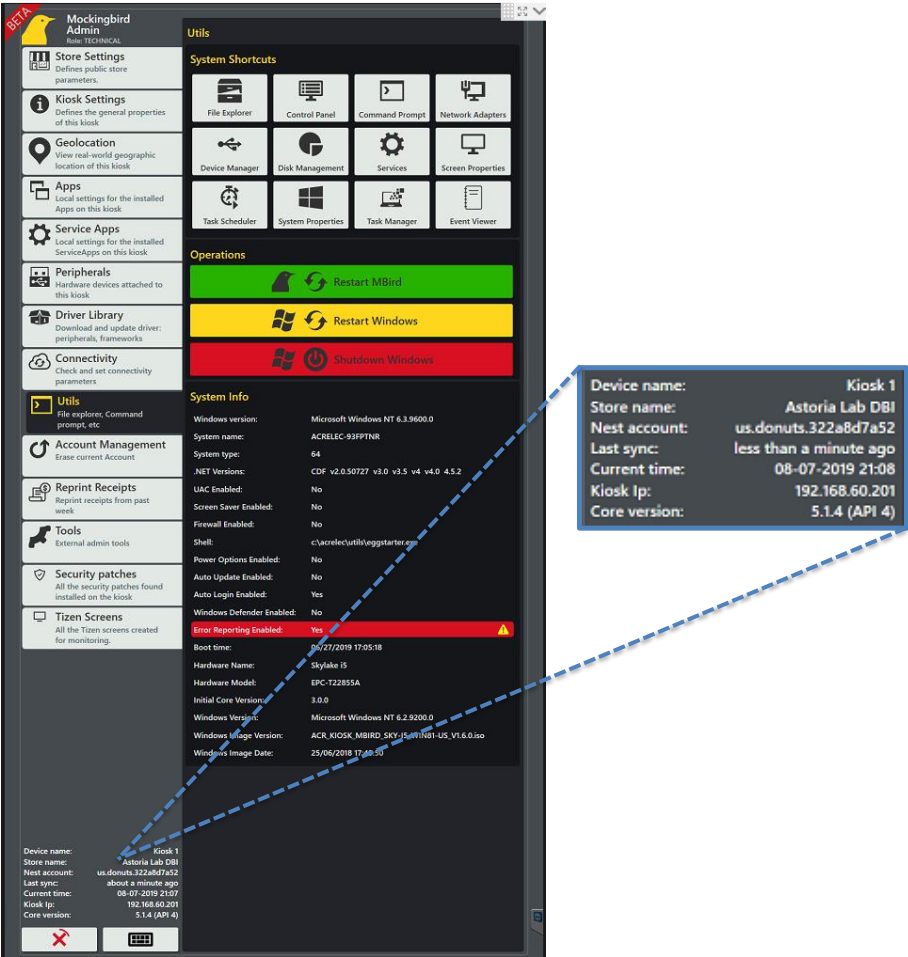 BETA
Mockingbird
Admin
Role: TECHNICAL
Store Settings
Defines public store
parameters.
Kiosk Settings
Defines the general properties
of this kiosk
Geolocation
View real-world geographic
location of this kiosk
Apps
Local settings for the installed
Apps on this kiosk
Service Apps
Local settings for the installed
ServiceApps on this kiosk
Peripherals
Hardware devices attached to
this kiosk
Driver Library
Download and update driver:
peripherals, frameworks
Connectivity
Check and set connectivity
parameters
Utils
File explorer, Command
prompt, etc
Account Management
Erase current Account
Reprint Receipts
Reprint receipts from past
week
Tools
External admin tools
Security patches
All the security patches found
installed on the kiosk
Tizen Screens
All the Tizen screens created
for monitoring.
Device name: Kiosk 1
Store name: Astoria Lab DBI
Nest account: us.donuts.322a8d7a52
Last sync: about a minute ago
Current time: 08-07-2019 21:07
Kiosk Ip: 192.168.60.201
Core version: 5.1.4 (API 4)
Utils
System Shortcuts
File Explorer Control Panel Command Prompt Network Adapters
Device Manager Disk Management Services Screen Properties
Task Scheduler System Properties Task Manager Event Viewer
Operations
Restart MBird
Restart Windows
Shutdown Windows
System Info
Windows version: Microsoft Windows NT 6.3.9600.0
System name: ACRELEC-93FPTNR
System type: 64
.NET Versions: CDF v2.0.50727 v3.0 v3.5 v4 v4.0 4.5.2
UAC Enabled: No
Screen Saver Enabled: No
Firewall Enabled: No
Shell: c:\acrelec\utils\eggstarter.exe
Power Options Enabled: No
Auto Update Enabled: No
Auto Login Enabled: Yes
Windows Defender Enabled: No
Error Reporting Enabled: Yes
Boot time: 06/27/2019 17:05:18
Hardware Name: Skylake i5
Hardware Model: EPC-T2285SA
Initial Core Version: 3.0.0
Windows Version: Microsoft Windows NT 6.2.9200.0
Windows Image Version: ACR_KIOSK_MBIRD_SKY-I5_WIN81-US_V1.6.0.iso
Windows Image Date: 25/06/2018
Device name: Kiosk 1
Store name: Astoria Lab DBI
Nest account: us.donuts.322a8d7a52
Last sync: less than a minute ago
Current time: 08-07-2019 21:08
Kiosk Ip: 192.168.60.201
Core version: 5.1.4 (API 4)